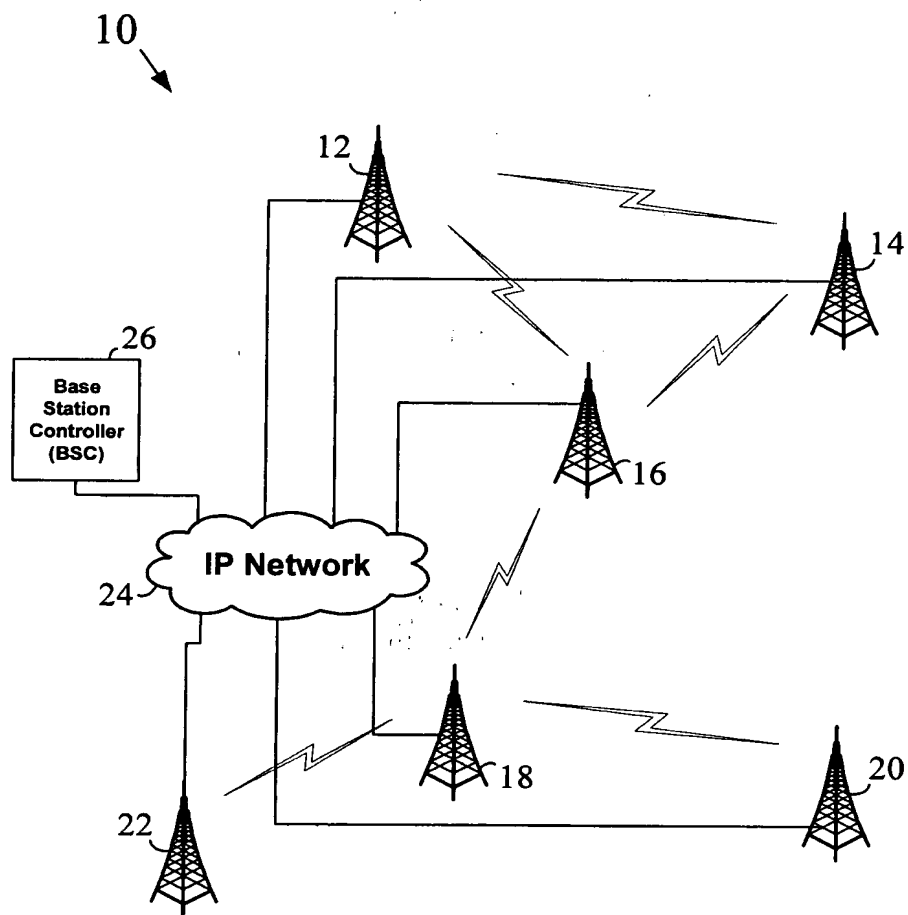 10
12
14
26
Base
Station
Controller
(BSC)
16
IP Network
24
18
20
22